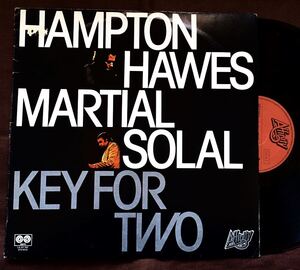 HAMPTON
HAWES
MARTIAL
SOLAL
KEY FOR
TWO